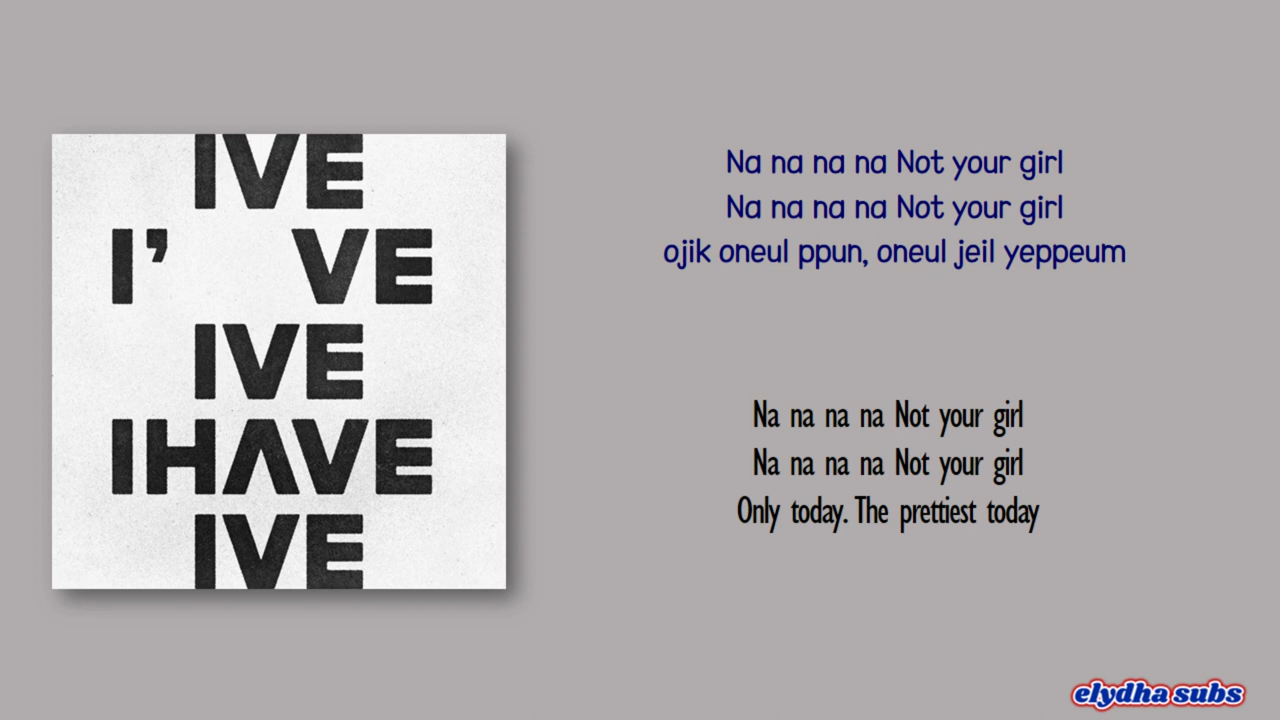 IVE
I’ VE
IVE
IHAVE
IVE
Na na na na Not your girl
Na na na na Not your girl
ojik oneul ppun, oneul jeil yeppeum
Na na na na Not your girl
Na na na na Not your girl
Only today. The prettiest today
elydha subs